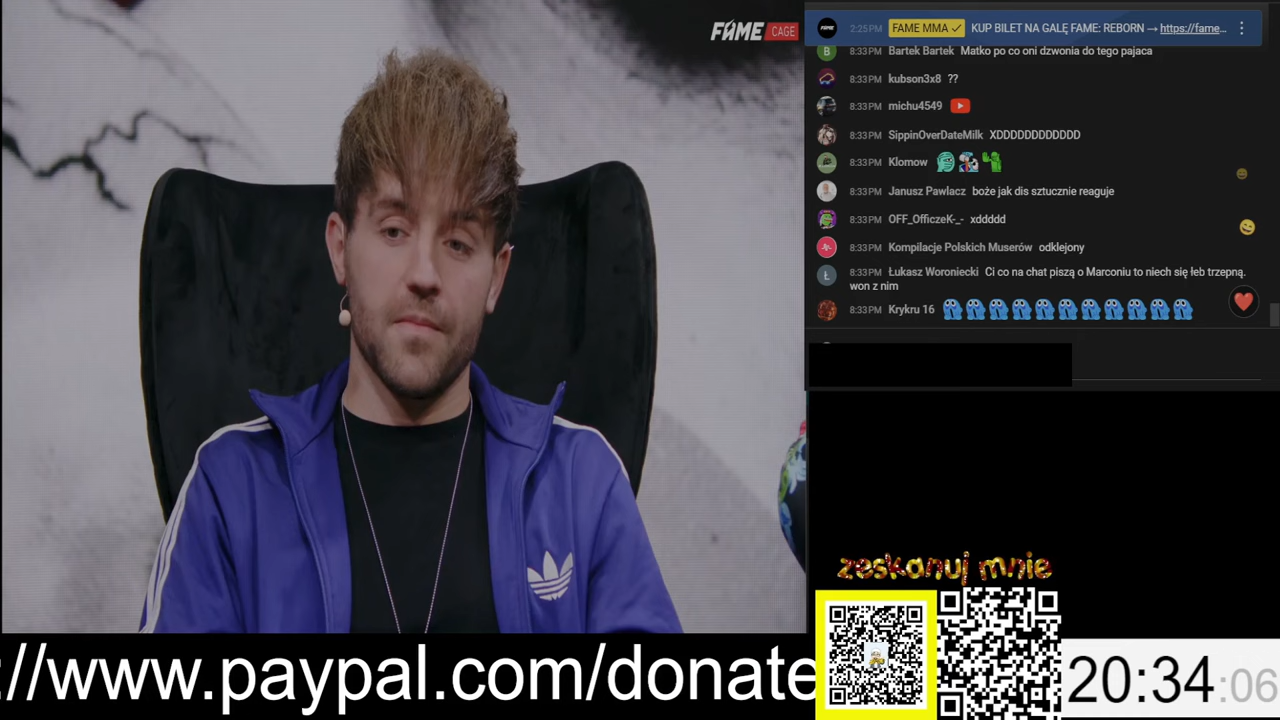 FAME CAGE
2:25PM FAME MMA ✓ KUP BILET NA GALĘ FAME: REBORN → https://fame...
8:33PM Bartek Bartek Matko po co oni dzwonia do tego pajaca
8:33PM kubson3x8 ??
8:33PM michu4549
8:33PM SippinOverDateMilk XDDDDDDDDDDDD
8:33PM Klomow
8:33PM Janusz Pawlacz boże jak dis sztucznie reaguje
8:33PM OFF_OfficzeK-_- xddddd
8:33PM Kompilacje Polskich Muserów odklejony
8:33PM Łukasz Woroniecki Ci co na chat piszą o Marconiu to niech się łeb trzepną.
won z nim
8:33PM Krykru 16
zeskanuj mnie
://www.paypal.com/donate
20:34:06